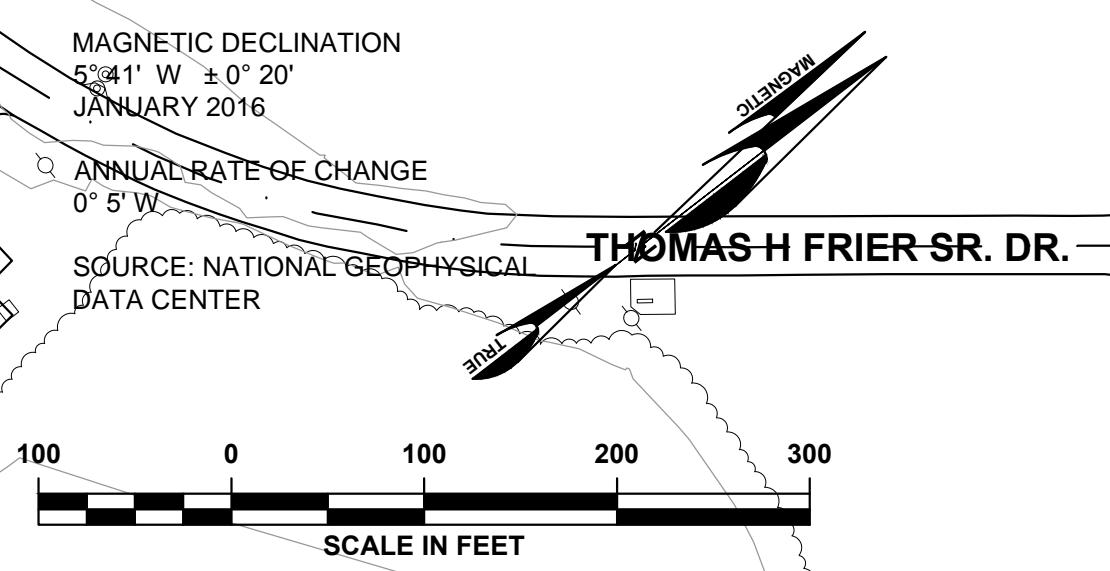 MAGNETIC DECLINATION
5° 41' W ± 0° 20'
JANUARY 2016
ANNUAL RATE OF CHANGE
0° 5' W
SOURCE: NATIONAL GEOPHYSICAL
DATA CENTER
MAGNETIC
TRUE
THOMAS H FRIER SR. DR.
100 0 100 200 300
SCALE IN FEET